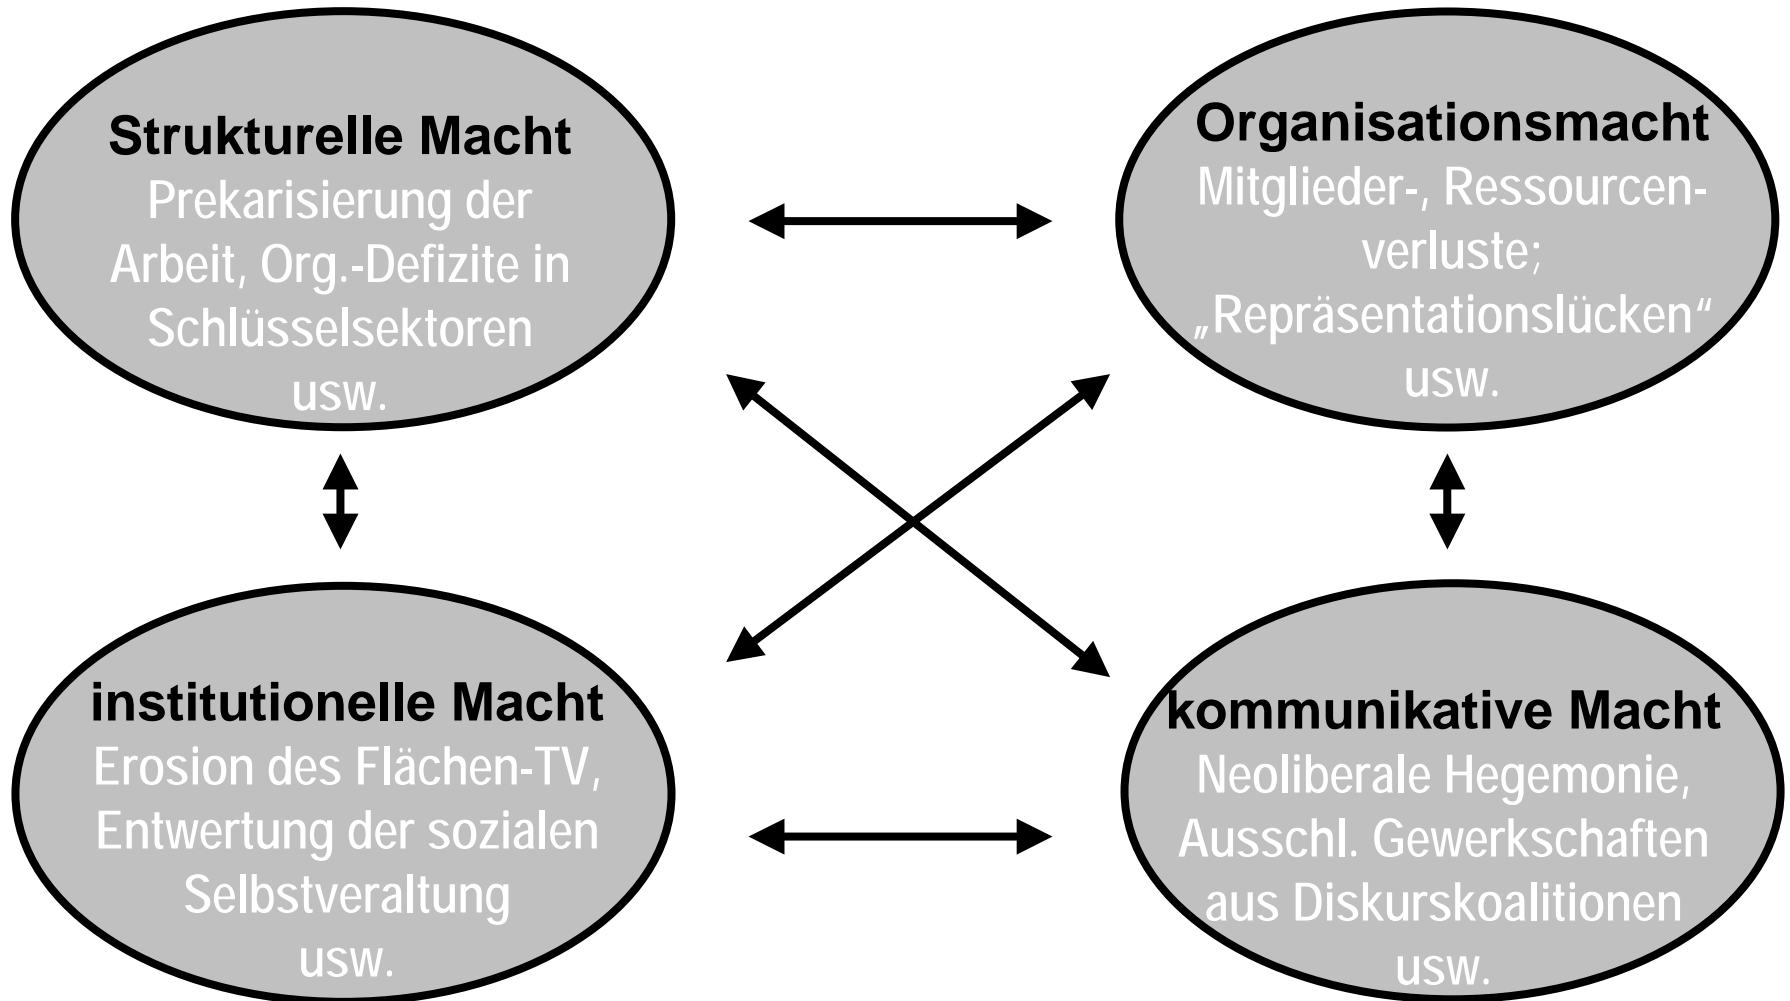 Strukturelle Macht
Prekarisierung der
Arbeit, Org.-Defizite in
Schlüsselsektoren
usw.
Organisationsmacht
Mitglieder-, Ressourcen-
verluste;
„Repräsentationslücken“
usw.
institutionelle Macht
Erosion des Flächen-TV,
Entwertung der sozialen
Selbstveraltung
usw.
kommunikative Macht
Neoliberale Hegemonie,
Ausschl. Gewerkschaften
aus Diskurskoalitionen
usw.